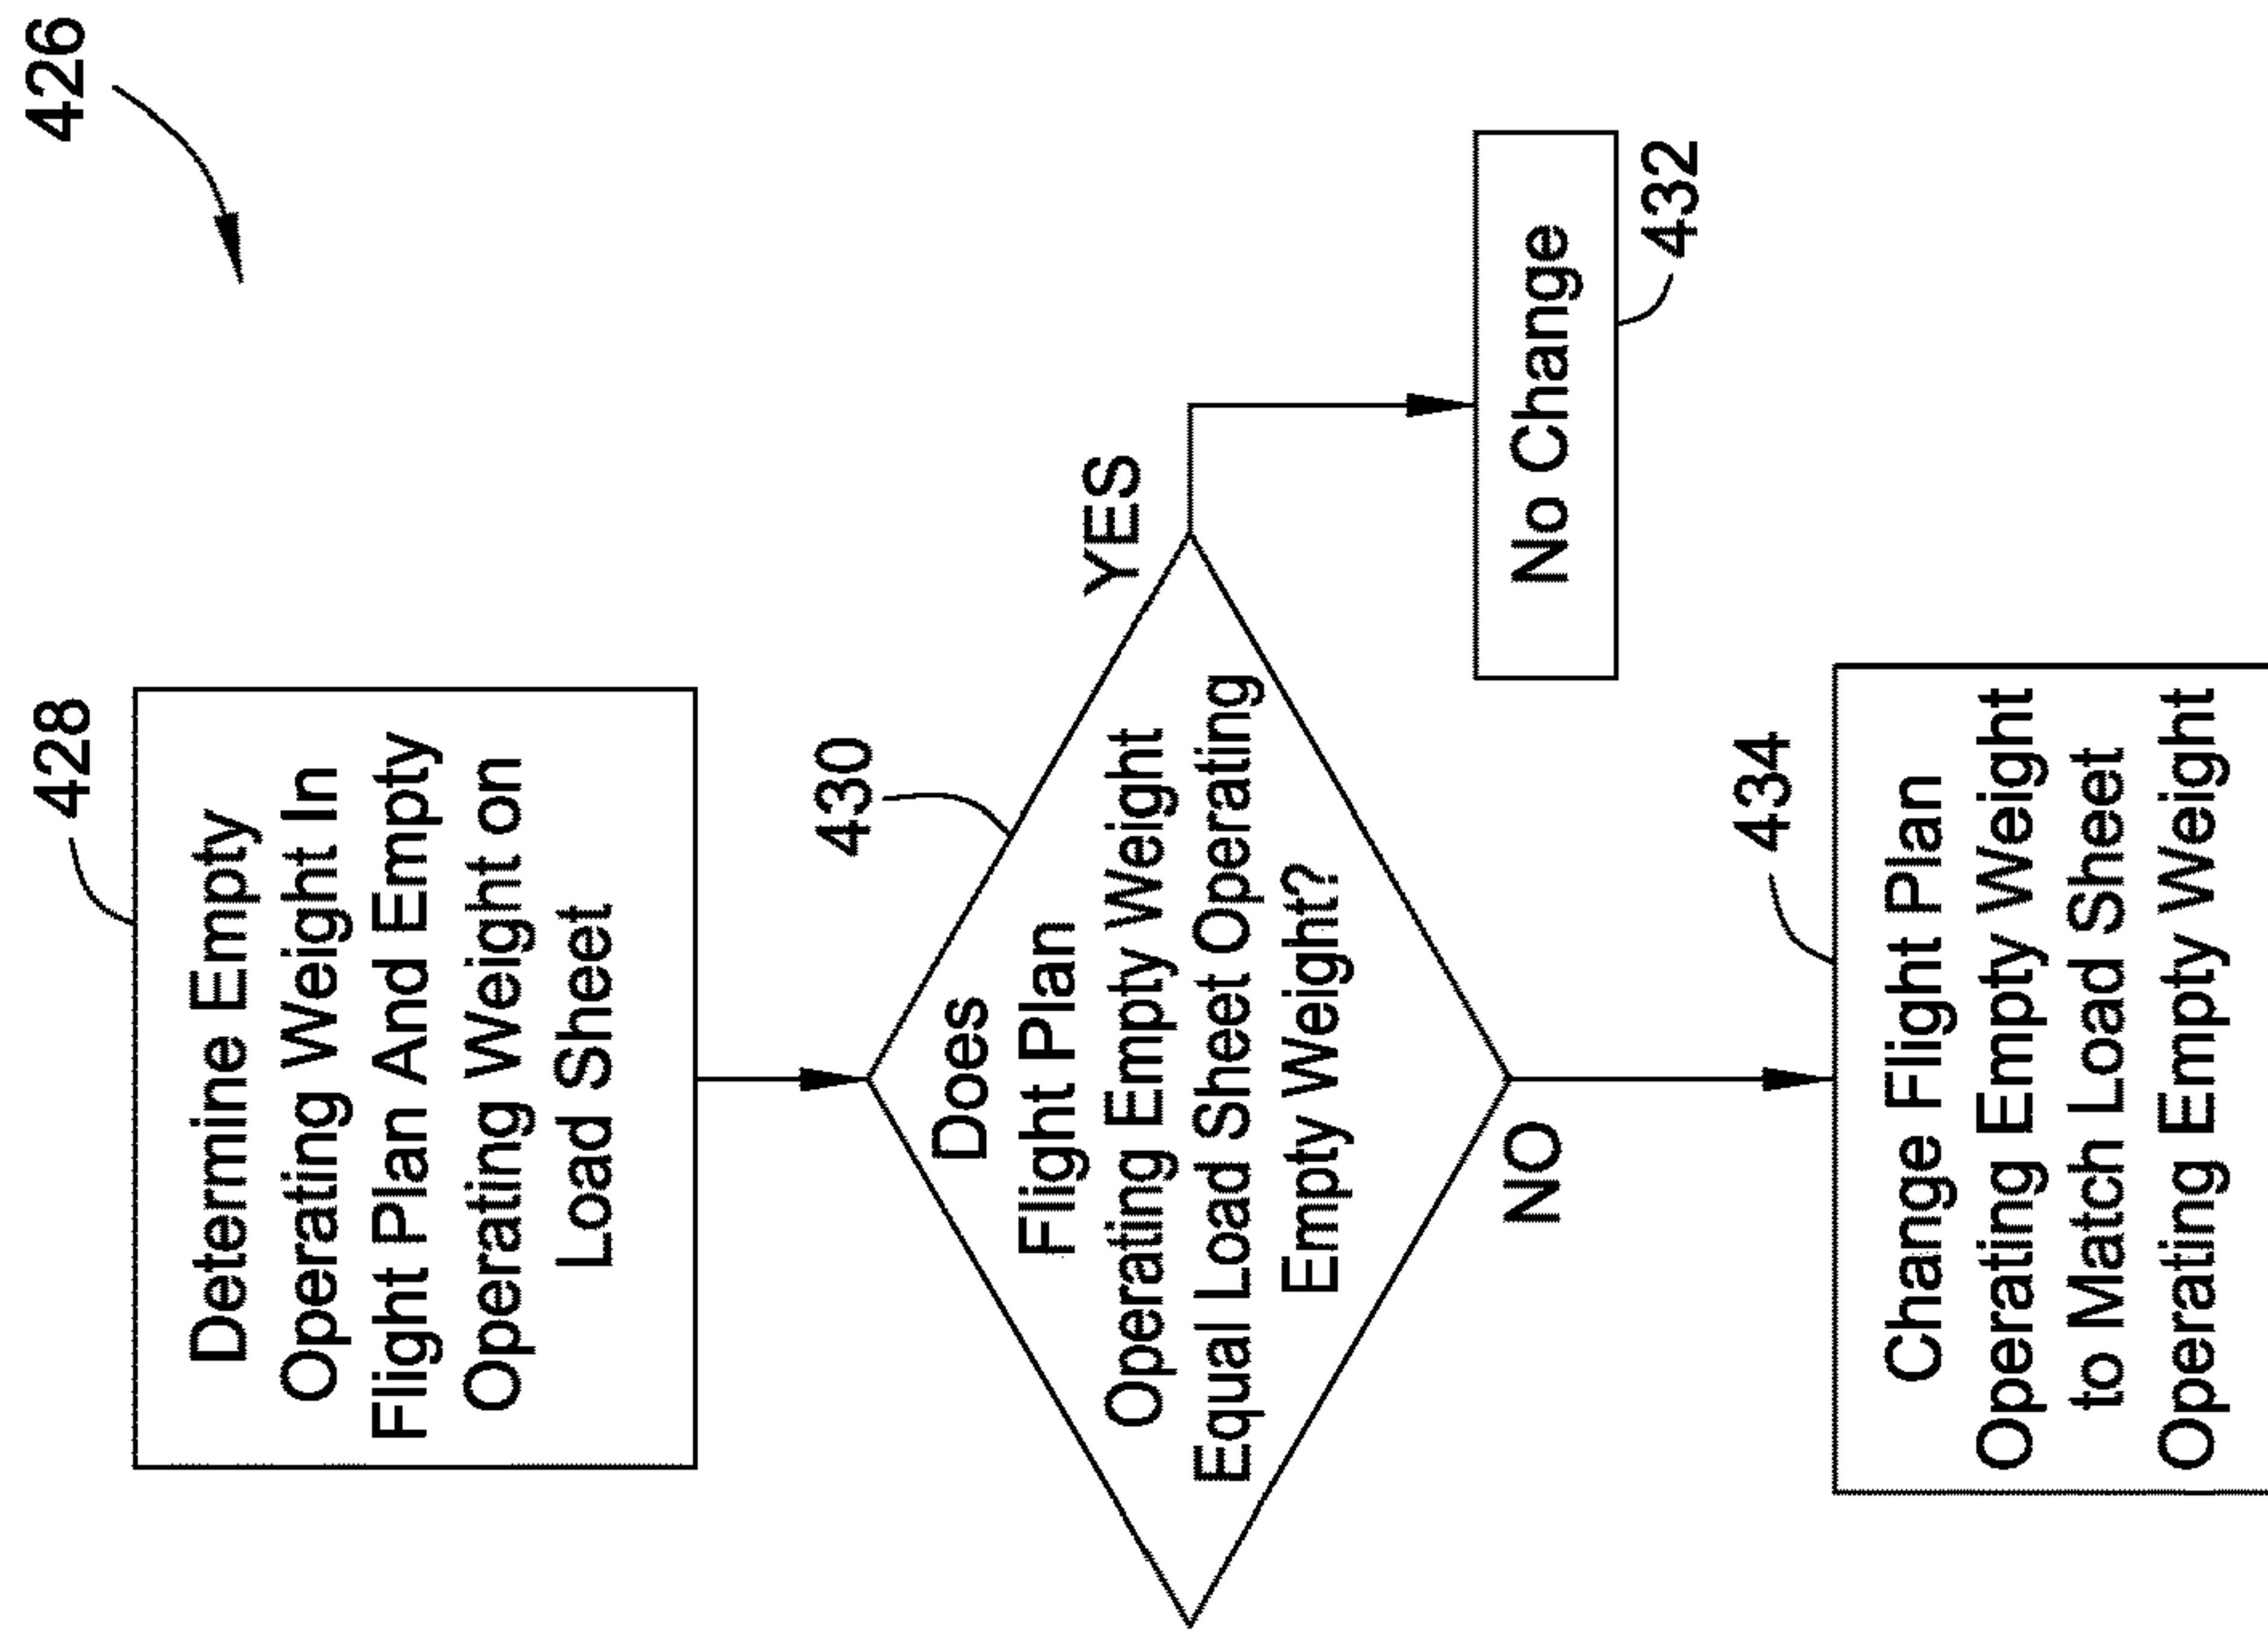 426
428
Determine Empty
Operating Weight In
Flight Plan And Empty
Operating Weight on
Load Sheet
430
Does
Flight Plan
Operating Empty Weight
Equal Load Sheet Operating
Empty Weight?
YES
No Change
432
NO
434
Change Flight Plan
Operating Empty Weight
to Match Load Sheet
Operating Empty Weight